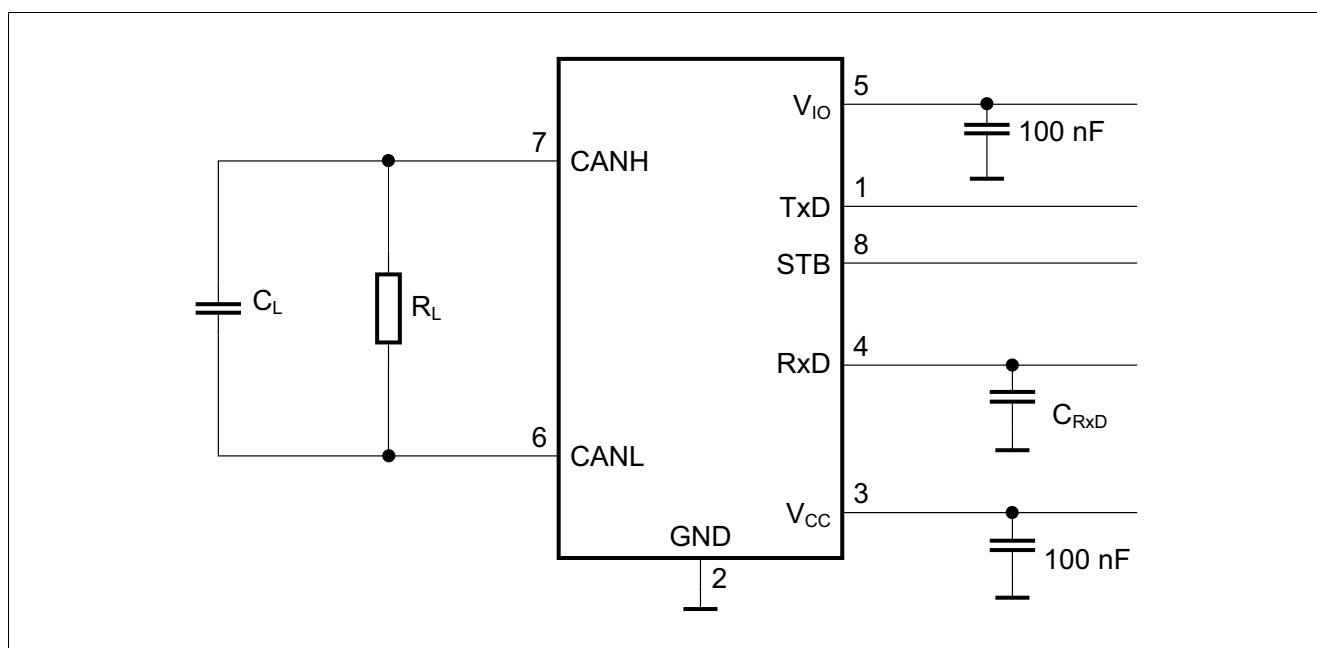 5
V_IO
100 nF
7
CANH
1
TxD
8
STB
C_L
R_L
4
RxD
C_RxD
6
CANL
3
V_CC
GND
100 nF
2